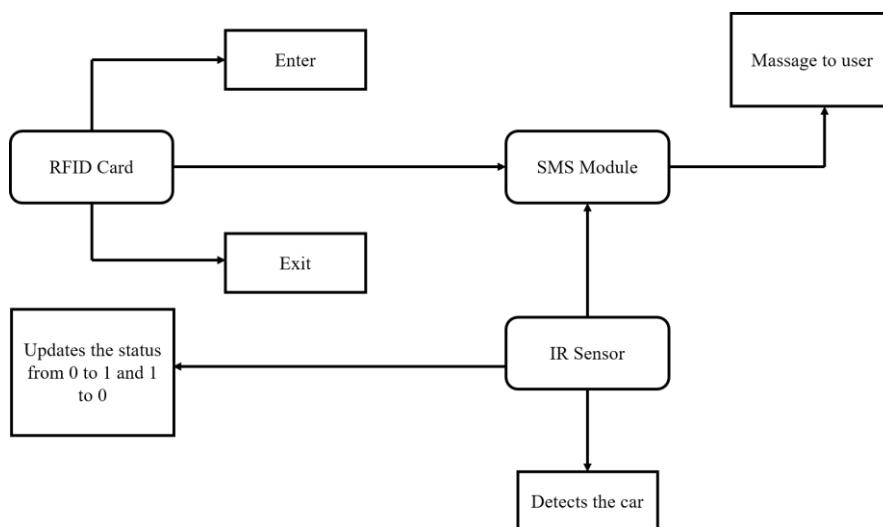 Enter
Massage to user
RFID Card
SMS Module
Exit
Updates the status
from 0 to 1 and 1
to 0
IR Sensor
Detects the car